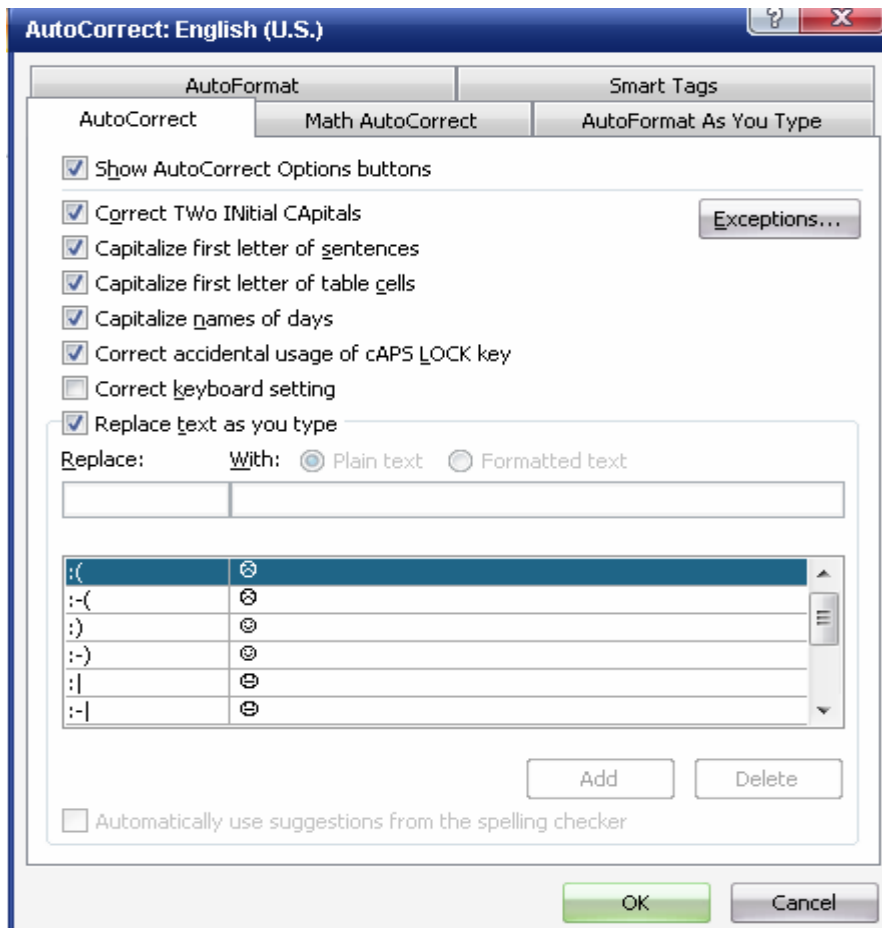 AutoCorrect: English (U.S.)
AutoFormat Smart Tags
AutoCorrect Math AutoCorrect AutoFormat As You Type
Show AutoCorrect Options buttons
Correct TWo INitial CApitals Exceptions...
Capitalize first letter of sentences
Capitalize first letter of table cells
Capitalize names of days
Correct accidental usage of cAPS LOCK key
Correct keyboard setting
Replace text as you type
Replace: With: Plain text Formatted text
:( ☹
:-( ☹
:) ☺
:-) ☺
:| 😐
:-| 😐
Add Delete
Automatically use suggestions from the spelling checker
OK Cancel